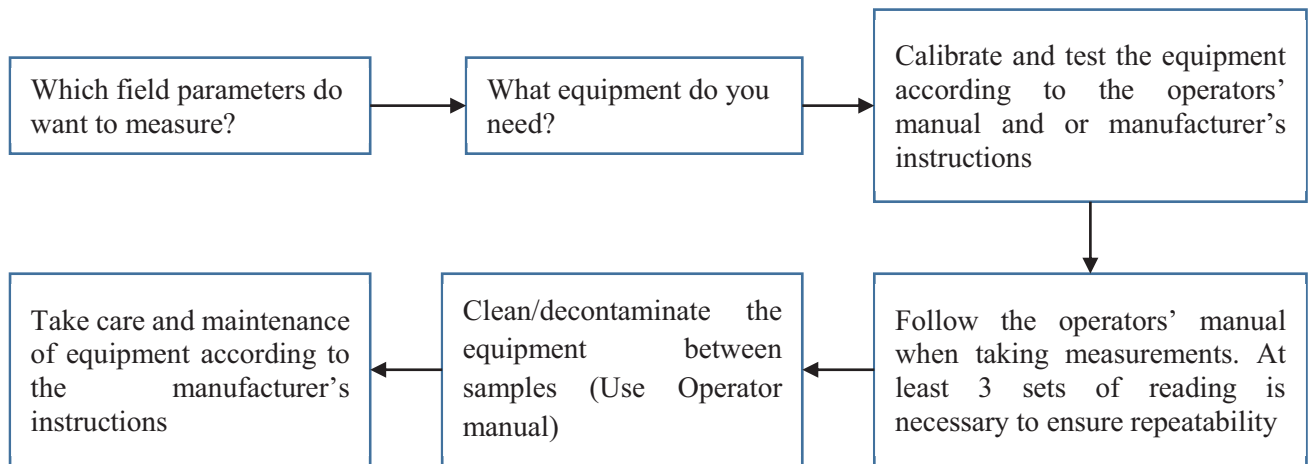 Which field parameters do
want to measure?
What equipment do you
need?
Calibrate and test the equipment
according to the operators’
manual and or manufacturer’s
instructions
Follow the operators’ manual
when taking measurements. At
least 3 sets of reading is
necessary to ensure repeatability
Clean/decontaminate the
equipment between
samples (Use Operator
manual)
Take care and maintenance
of equipment according to
the manufacturer’s
instructions